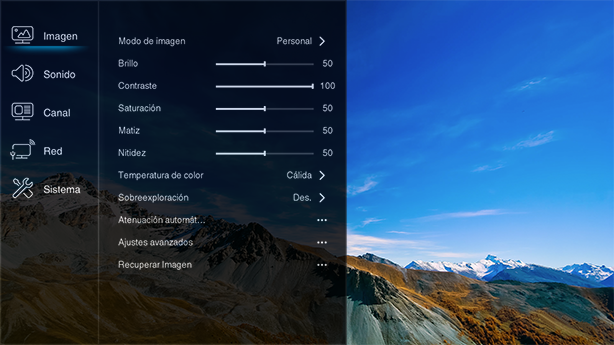 Imagen
Sonido
Canal
Red
Sistema
Modo de imagen Personal
Brillo 50
Contraste 100
Saturación 50
Matiz 50
Nitidez 50
Temperatura de color Cálida
Sobreexploración Des.
Atenuación automát...
Ajustes avanzados
Recuperar Imagen